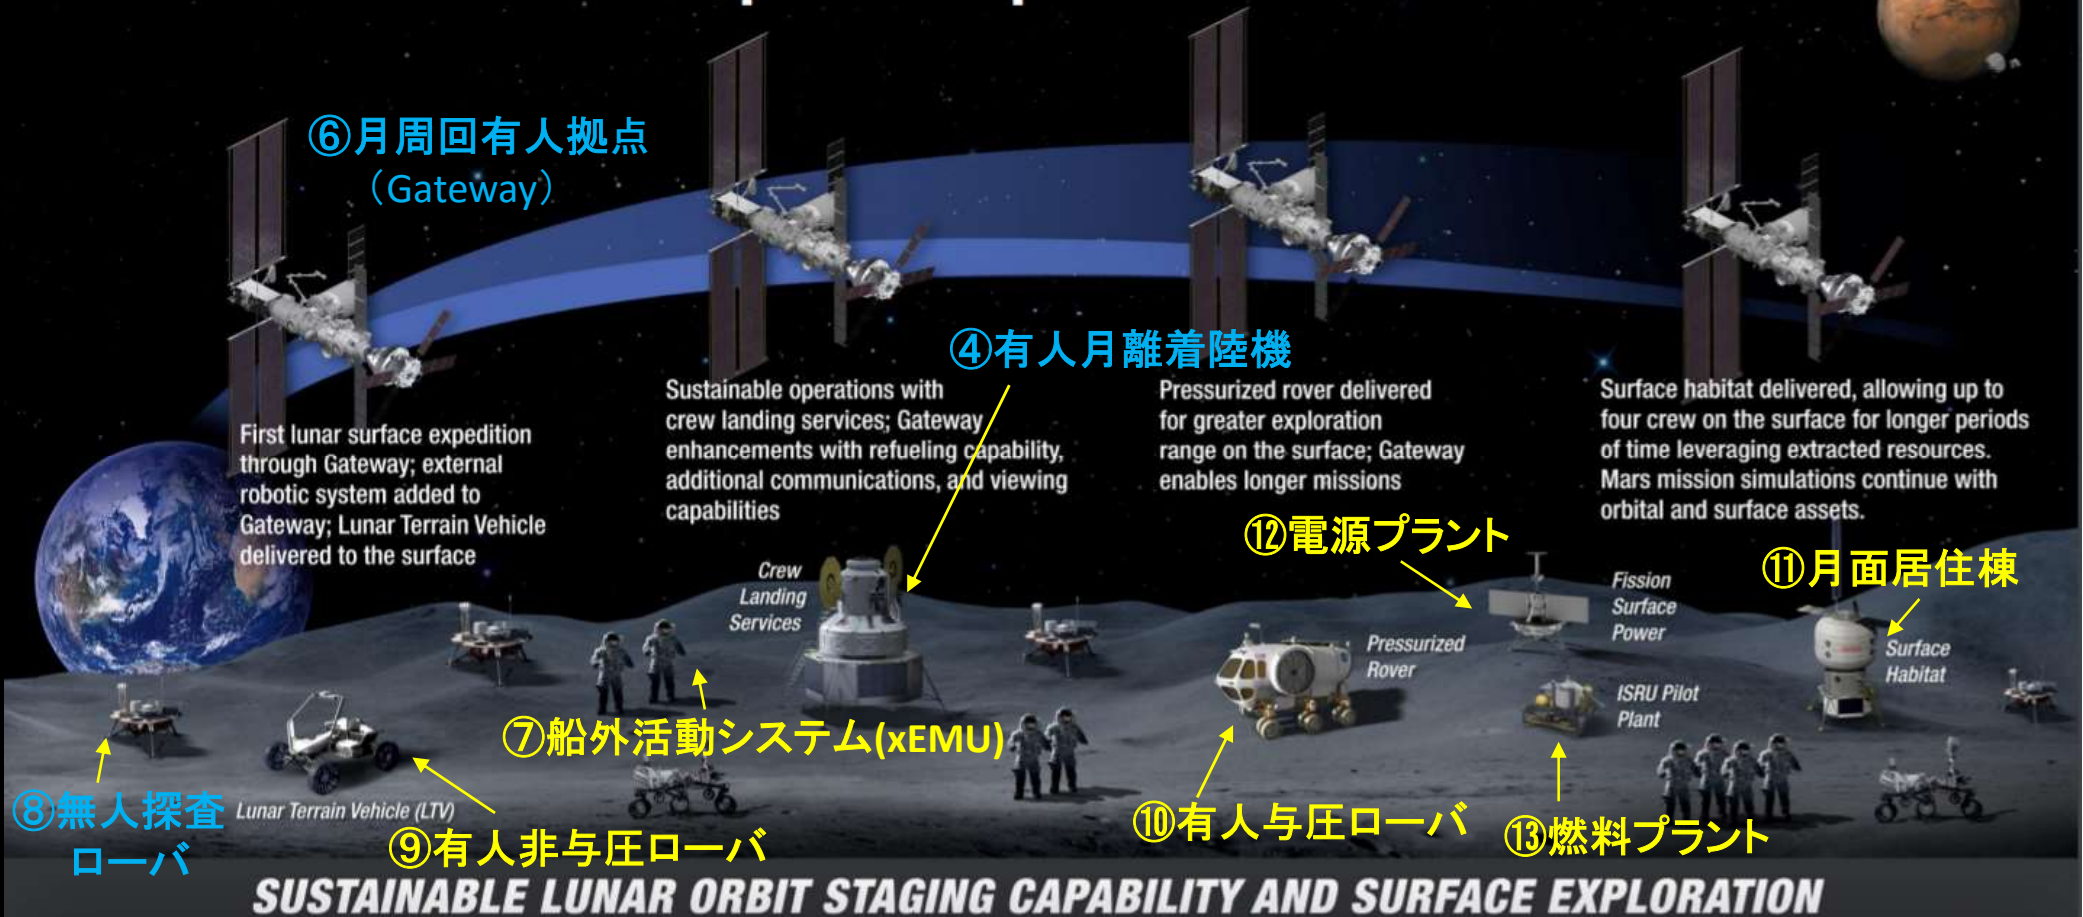 ⑥月周回有人拠点
（Gateway）
④有人月離着陸機
First lunar surface expedition
through Gateway; external
robotic system added to
Gateway; Lunar Terrain Vehicle
delivered to the surface
Sustainable operations with
crew landing services; Gateway
enhancements with refueling capability,
additional communications, and viewing
capabilities
Pressurized rover delivered
for greater exploration
range on the surface; Gateway
enables longer missions
Surface habitat delivered, allowing up to
four crew on the surface for longer periods
of time leveraging extracted resources.
Mars mission simulations continue with
orbital and surface assets.
⑫電源プラント
⑪月面居住棟
Crew
Landing
Services
Fission
Surface
Power
Pressurized
Rover
Surface
Habitat
ISRU Pilot
Plant
⑦船外活動システム(xEMU)
⑧無人探査
ローバ
Lunar Terrain Vehicle (LTV)
⑨有人非与圧ローバ
⑩有人与圧ローバ
⑬燃料プラント
SUSTAINABLE LUNAR ORBIT STAGING CAPABILITY AND SURFACE EXPLORATION